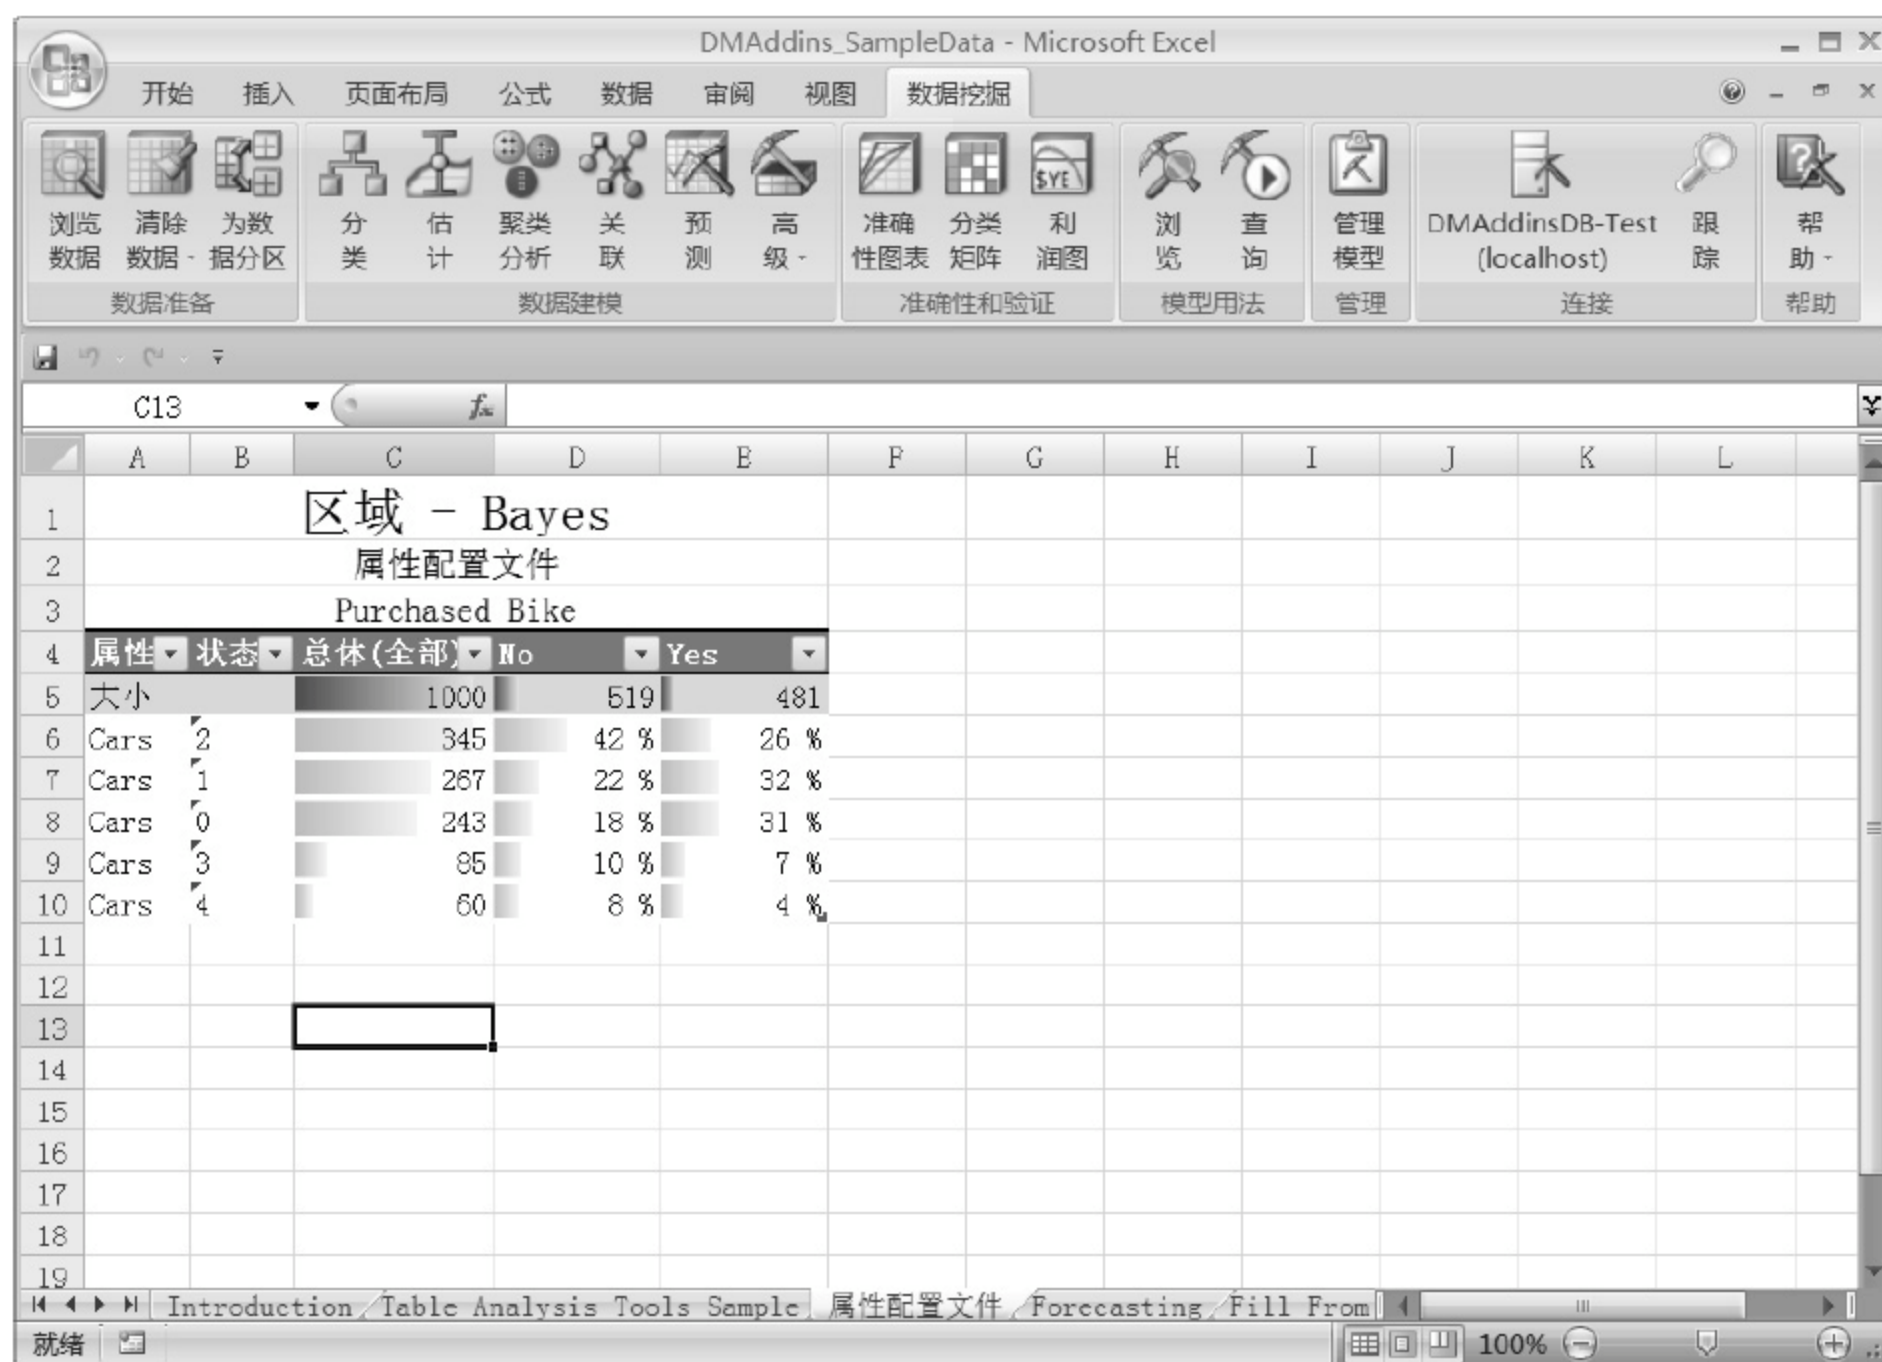 DMAddins_SampleData - Microsoft Excel
开始 插入 页面布局 公式 数据 审阅 视图 数据挖掘
浏览 清除 为数 分 估 聚类 关 预 高 准确 分类 利 浏 查 管理 DMAddinsDB-Test 跟 帮
数据 数据 据分区 类 计 分析 联 测 级 性图表 矩阵 润图 览 询 模型 (localhost) 踪 助
数据准备 数据建模 准确性和验证 模型用法 管理 连接 帮助
C13 fx
A B C D E F G H I J K L
1 区域 - Bayes
2 属性配置文件
3 Purchased Bike
4 属性 状态 总体(全部) No Yes
5 大小 1000 519 481
6 Cars 2 345 42 % 26 %
7 Cars 1 267 22 % 32 %
8 Cars 0 243 18 % 31 %
9 Cars 3 85 10 % 7 %
10 Cars 4 60 8 % 4 %
11
12
13
14
15
16
17
18
19
Introduction Table Analysis Tools Sample 属性配置文件 Forecasting Fill From
就绪 100%